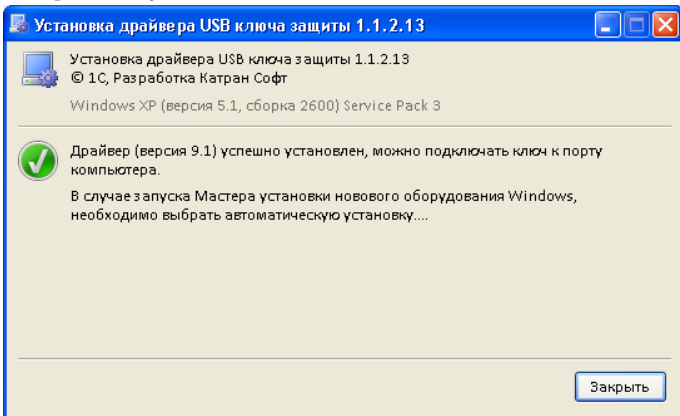 Установка драйвера USB ключа защиты 1.1.2.13
Установка драйвера USB ключа защиты 1.1.2.13
© 1С, Разработка Катран Софт
Windows XP (версия 5.1, сборка 2600) Service Pack 3
Драйвер (версия 9.1) успешно установлен, можно подключать ключ к порту
компьютера.
В случае запуска Мастера установки нового оборудования Windows,
необходимо выбрать автоматическую установку....
Закрыть